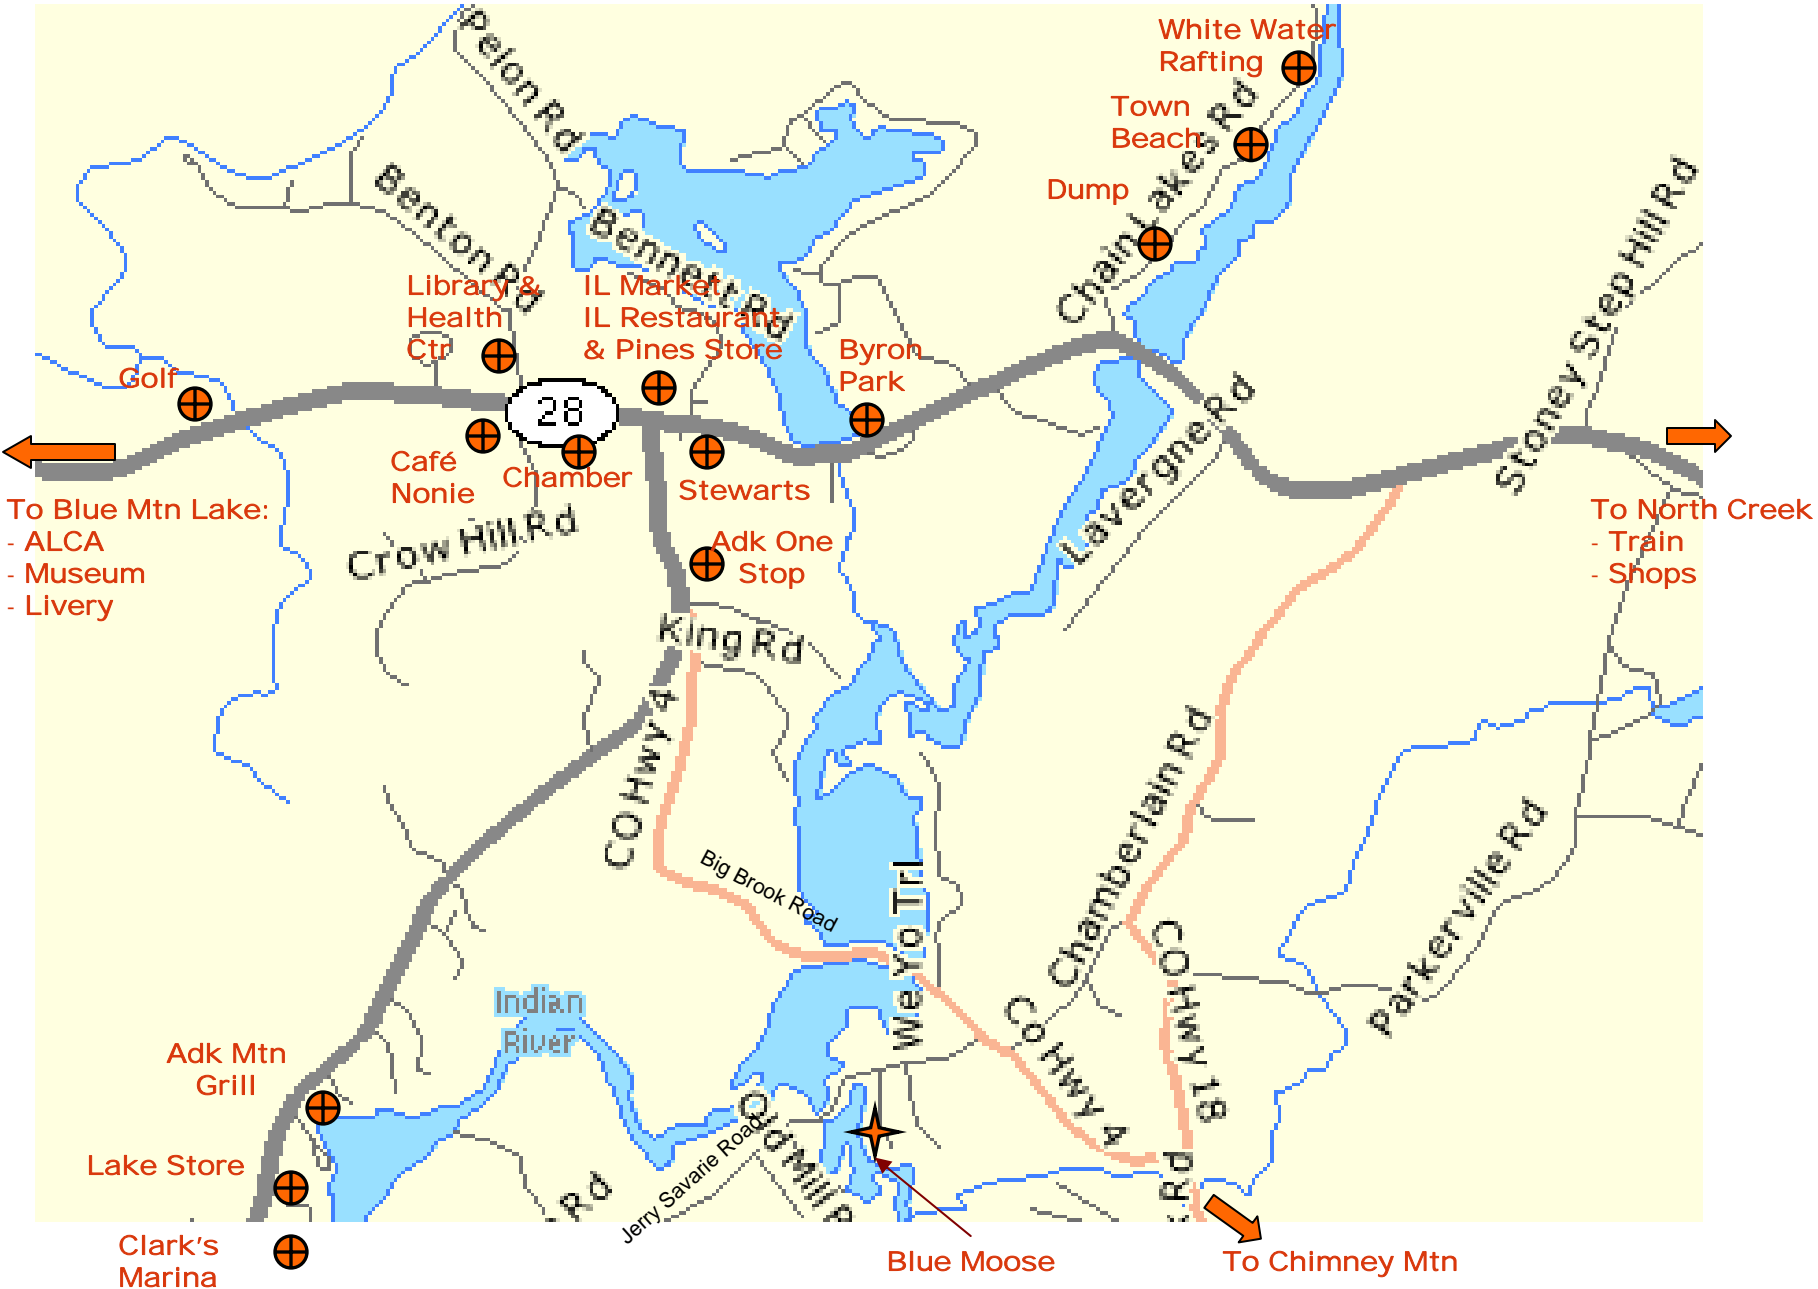 White Water
Rafting
Pelon Rd
Town
Beach
Chain Lakes Rd
Dump
Benton Rd
Bennett Rd
Stoney Step Hill Rd
Library &
Health
Ctr
IL Market
IL Restaurant
& Pines Store
Byron
Park
Golf
28
Café
Nonie
Chamber
Stewarts
Lavergne Rd
To Blue Mtn Lake:
- ALCA
- Museum
- Livery
To North Creek
- Train
- Shops
Crow Hill Rd
Adk One
Stop
King Rd
CO Hwy 4
Chamberlain Rd
Parkerville Rd
Big Brook Road
We Yo Trl
CO Hwy 18
Co Hwy 4
Indian
River
Adk Mtn
Grill
Old Mill R
Jerry Savarie Road
Lake Store
Rd
Rd
Clark's
Marina
Blue Moose
To Chimney Mtn